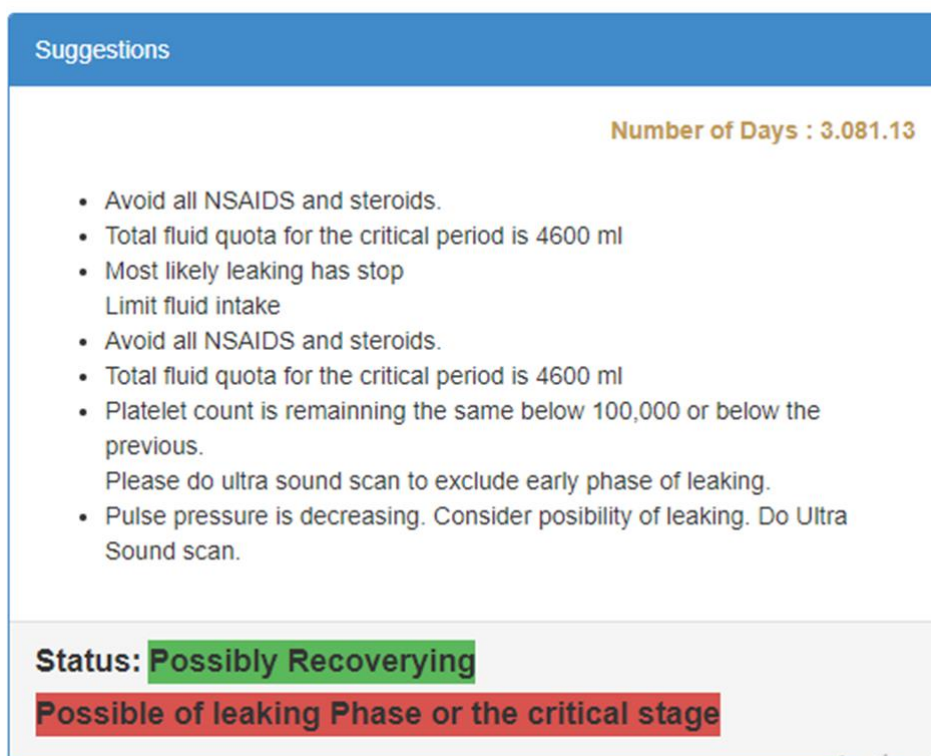 Suggestions
Number of Days : 3.081.13
• Avoid all NSAIDS and steroids.
• Total fluid quota for the critical period is 4600 ml
• Most likely leaking has stop
Limit fluid intake
• Avoid all NSAIDS and steroids.
• Total fluid quota for the critical period is 4600 ml
• Platelet count is remainning the same below 100,000 or below the
previous.
Please do ultra sound scan to exclude early phase of leaking.
• Pulse pressure is decreasing. Consider posibility of leaking. Do Ultra
Sound scan.
Status: Possibly Recoverying
Possible of leaking Phase or the critical stage